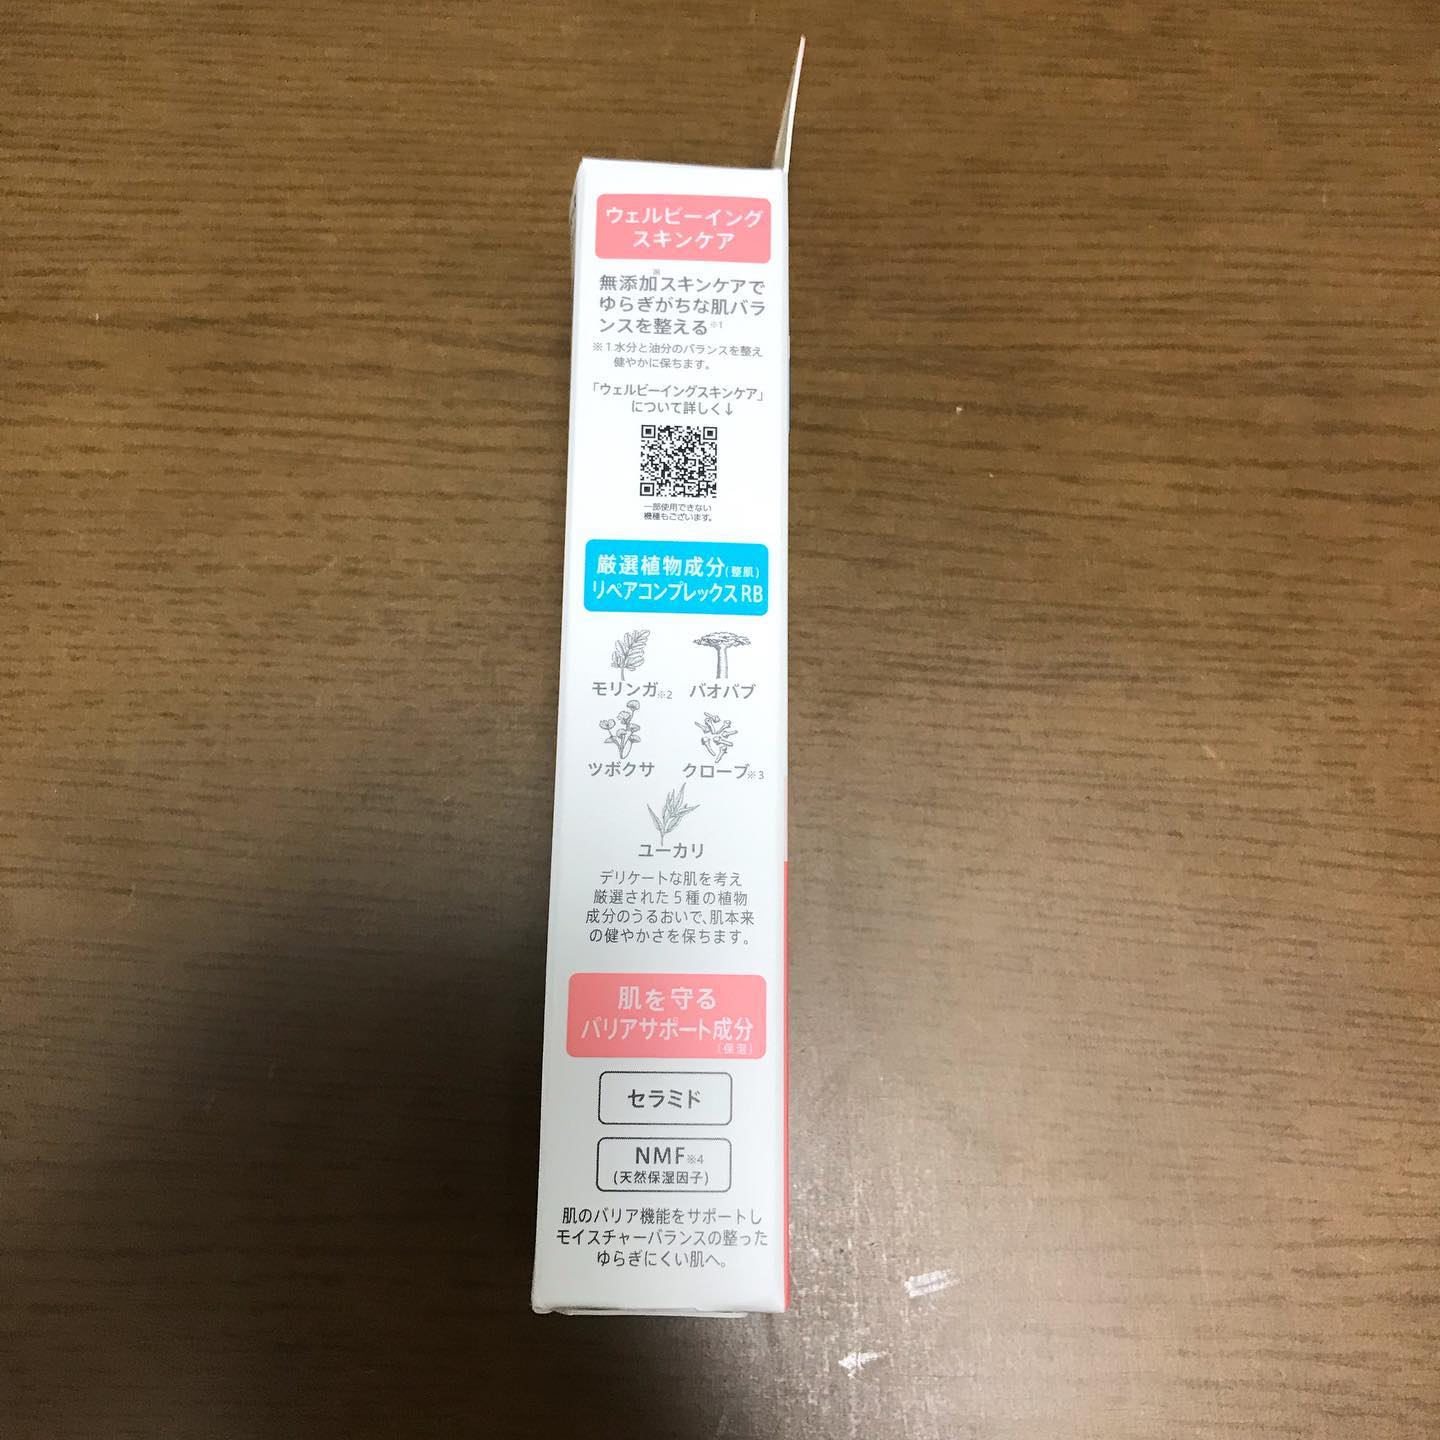 ウェルビーイング
スキンケア
無添加※スキンケアで
ゆらぎがちな肌バラ
ンスを整える※1
※1水分と油分のバランスを整え
健やかに保ちます。
「ウェルビーイングスキンケア」
について詳しく↓
一部使用できない
機種もございます。
厳選植物成分(整肌)
リペアコンプレックスRB
モリンガ※2 バオバブ
ツボクサ クローブ※3
ユーカリ
デリケートな肌を考え
厳選された5種の植物
成分のうるおいで、肌本来
の健やかさを保ちます。
肌を守る
バリアサポート成分
(保湿)
セラミド
NMF※4
(天然保湿因子)
肌のバリア機能をサポートし
モイスチャーバランスの整った
ゆらぎにくい肌へ。